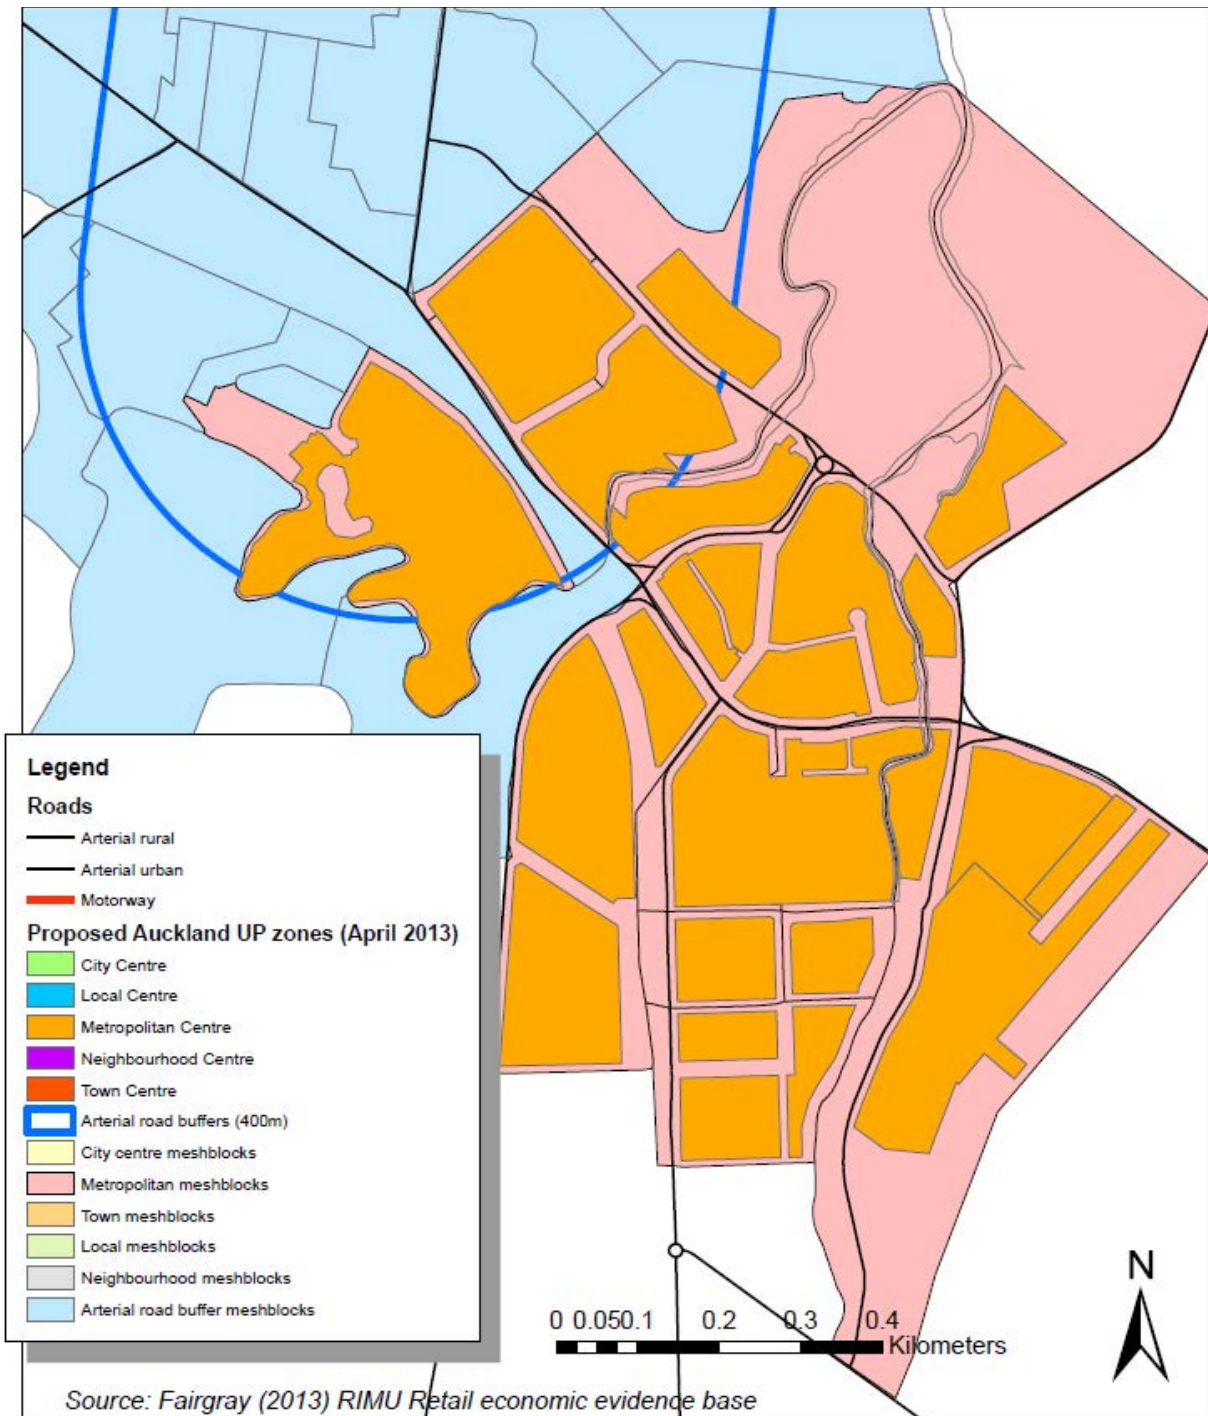 Legend
Roads
Arterial rural
Arterial urban
Motorway
Proposed Auckland UP zones (April 2013)
City Centre
Local Centre
Metropolitan Centre
Neighbourhood Centre
Town Centre
Arterial road buffers (400m)
City centre meshblocks
Metropolitan meshblocks
Town meshblocks
Local meshblocks
Neighbourhood meshblocks
Arterial road buffer meshblocks
N
0 0.050.1 0.2 0.3 0.4
Kilometers
Source: Fairgray (2013) RIMU Retail economic evidence base